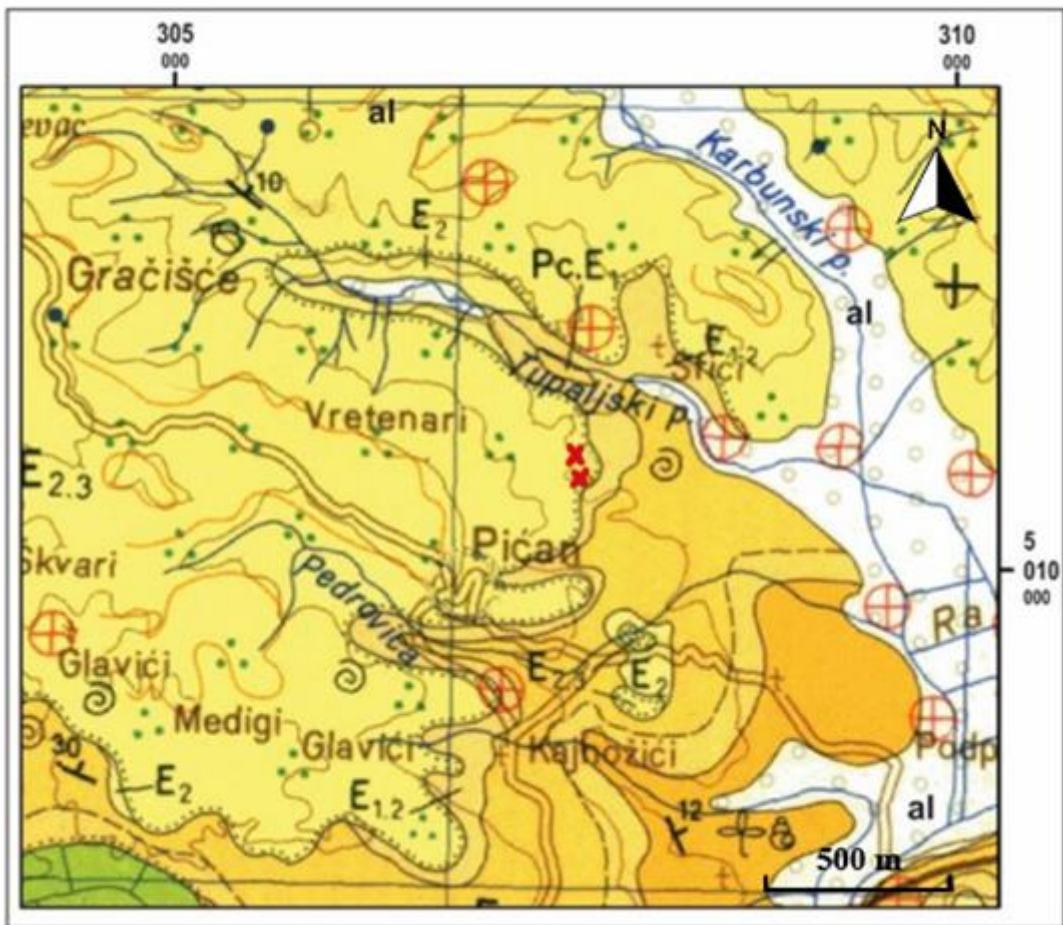 305
000
310
000
evac
al
N
10
Karbunski p.
E2
Gračišće
Pc.E1
al
E1.2
Šfići
Tupaljski p.
Vretenari
E2.3
Pićan
5
010
000
Škvari
Pedrovica
Ra
Glavići
E2
Medigi
Glavići
Kajbožići
Podp
30
E2
E1.2
12
al
500 m